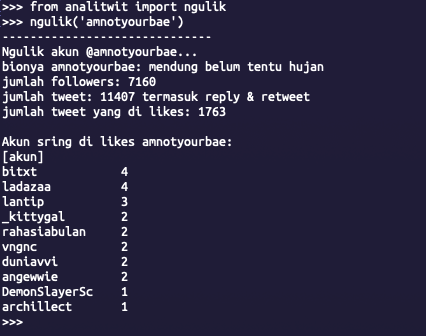 >>> from analitwit import ngulik
>>> ngulik('amnotyourbae')
------------------------------
Ngulik akun @amnotyourbae...
bionya amnotyourbae: mendung belum tentu hujan
jumlah followers: 7160
jumlah tweet: 11407 termasuk reply & retweet
jumlah tweet yang di likes: 1763
Akun sring di likes amnotyourbae:
[akun]
bitxt 4
ladazaa 4
lantip 3
_kittygal 2
rahasiabulan 2
vngnc 2
duniavvi 2
angewwie 2
DemonSlayerSc 1
archillect 1
>>>